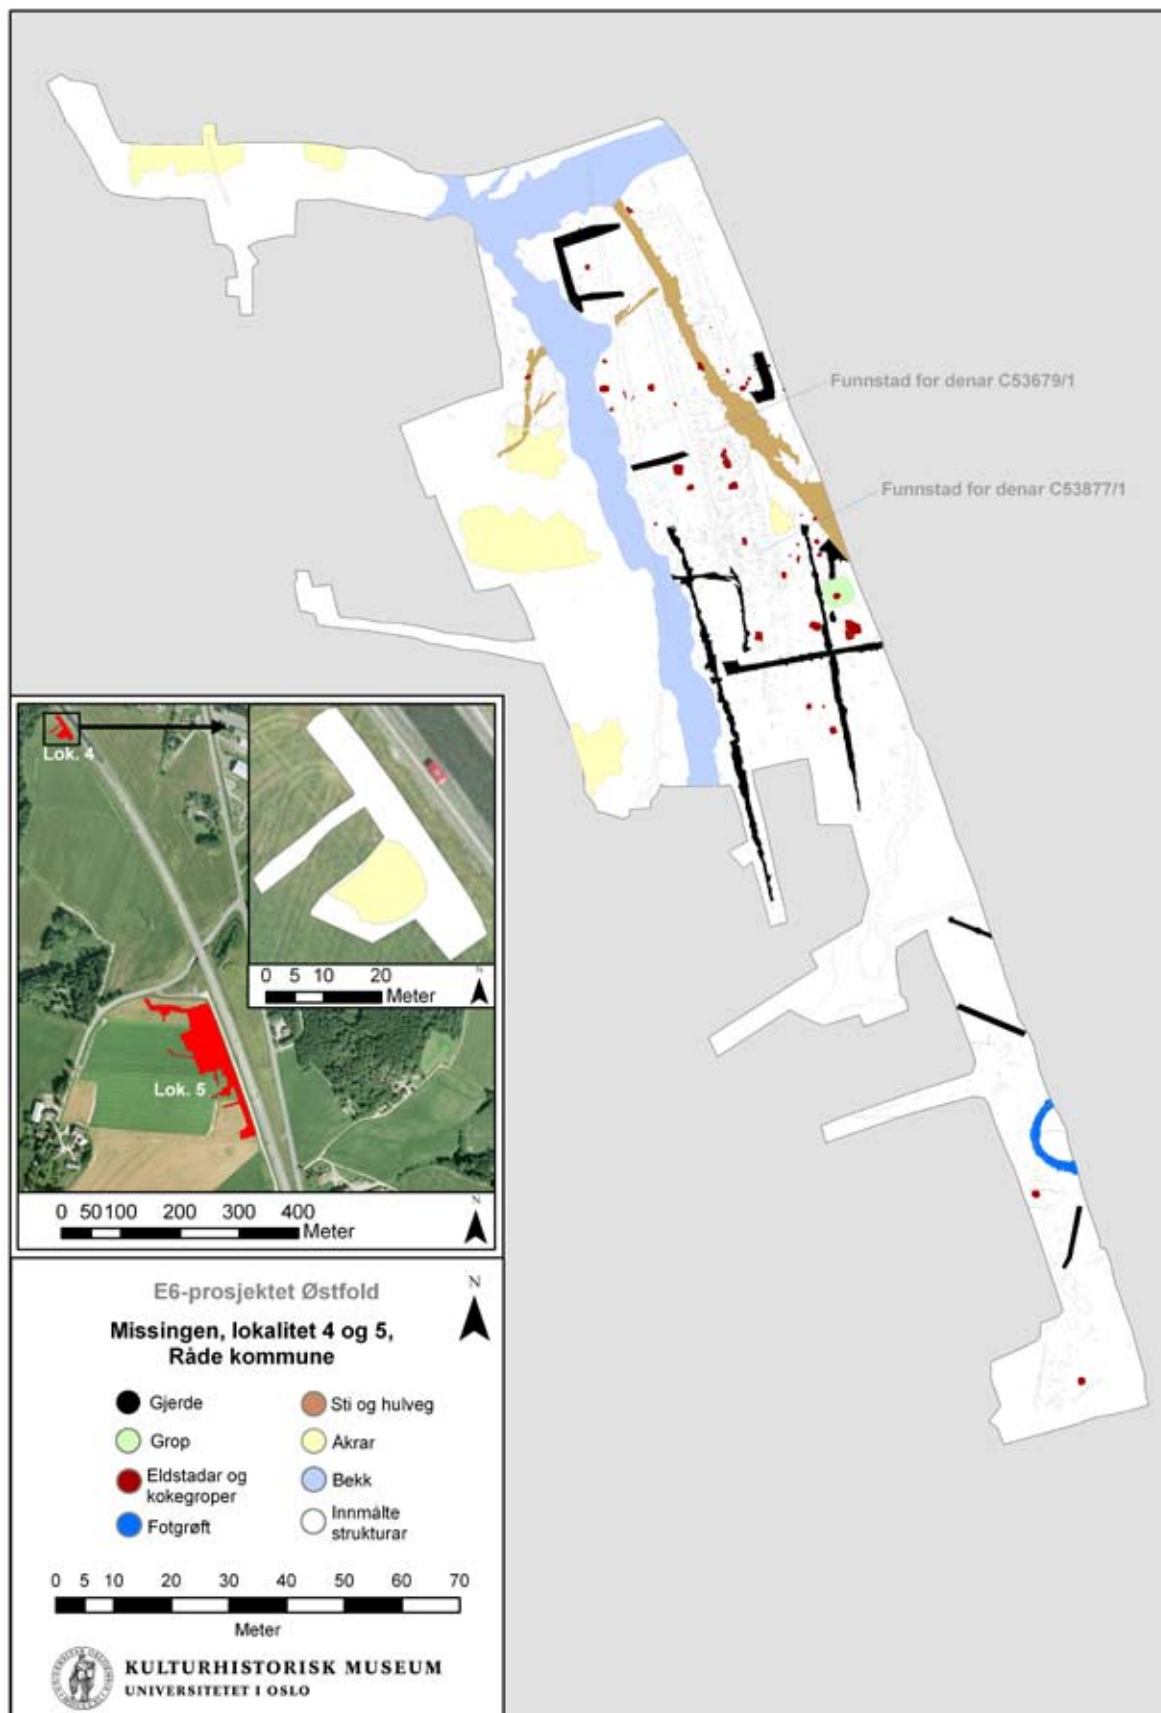 Funnstad for denar C53679/1
Funnstad for denar C53877/1
Lok. 4
0 5 10 20
Meter
N
Lok. 5
0 50 100 200 300 400
Meter
N
E6-prosjektet Østfold
N
Missingen, lokalitet 4 og 5,
Råde kommune
Gjerde
Sti og hulveg
Grop
Åkrar
Eldstadar og
kokegroper
Bekk
Fotgrøft
Innmålte
strukturar
0 5 10 20 30 40 50 60 70
Meter
KULTURHISTORISK MUSEUM
UNIVERSITETET I OSLO